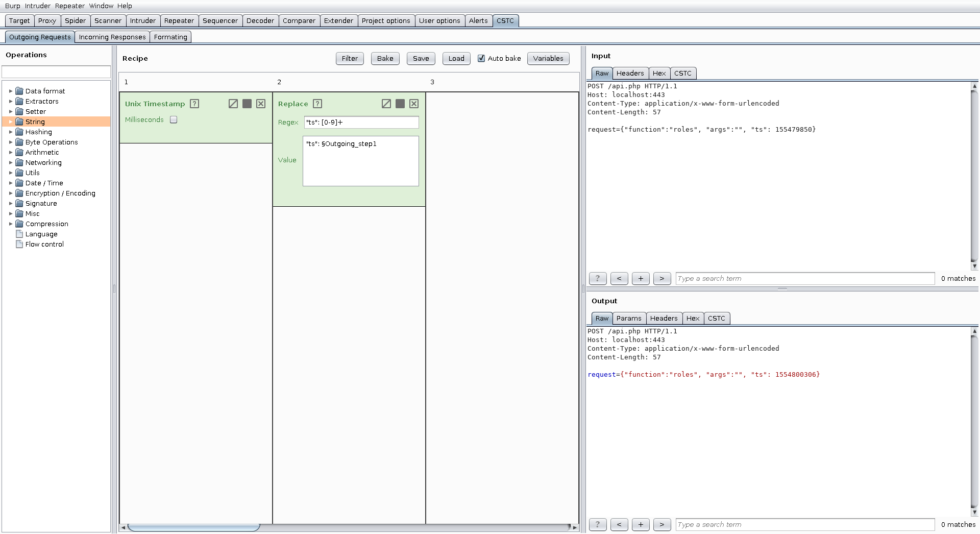 Burp Intruder Repeater Window Help
Target Proxy Spider Scanner Intruder Repeater Sequencer Decoder Comparer Extender Project options User options Alerts CSTC
Outgoing Requests Incoming Responses Formating
Operations
Data format
Extractors
Setter
String
Hashing
Byte Operations
Arithmetic
Networking
Utils
Date / Time
Encryption / Encoding
Signature
Misc
Compression
Language
Flow control
Recipe Filter Bake Save Load Auto bake Variables
1 2 3
Unix Timestamp ?
Milliseconds
Replace ?
Regex "ts": [0-9]+
Value "ts": §Outgoing_step1
Input
Raw Headers Hex CSTC
POST /api.php HTTP/1.1
Host: localhost:443
Content-Type: application/x-www-form-urlencoded
Content-Length: 57
request={"function":"roles", "args":"", "ts": 155479850}
? < + > Type a search term 0 matches
Output
Raw Params Headers Hex CSTC
POST /api.php HTTP/1.1
Host: localhost:443
Content-Type: application/x-www-form-urlencoded
Content-Length: 57
request={"function":"roles", "args":"", "ts": 1554800306}
? < + > Type a search term 0 matches